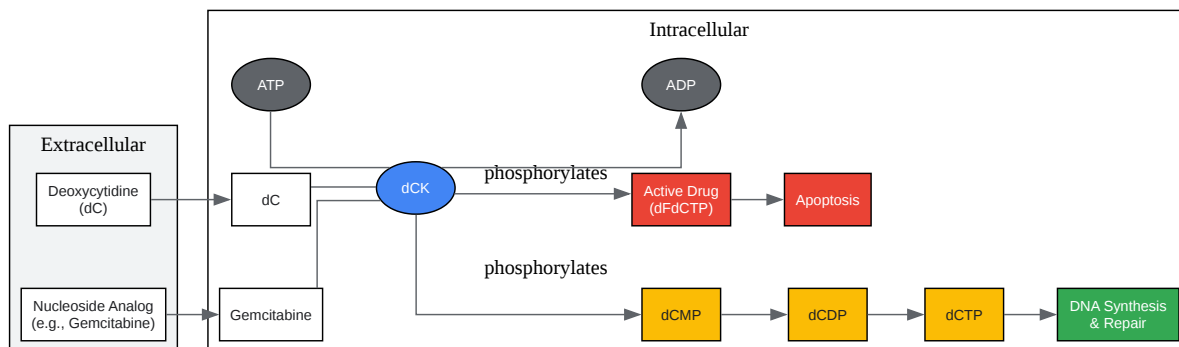 Intracellular
ATP
ADP
Extracellular
Deoxycytidine
(dC)
dC
dCK
phosphorylates
Active Drug
(dFdCTP)
Apoptosis
phosphorylates
Nucleoside Analog
(e.g., Gemcitabine)
Gemcitabine
dCMP
dCDP
dCTP
DNA Synthesis
& Repair